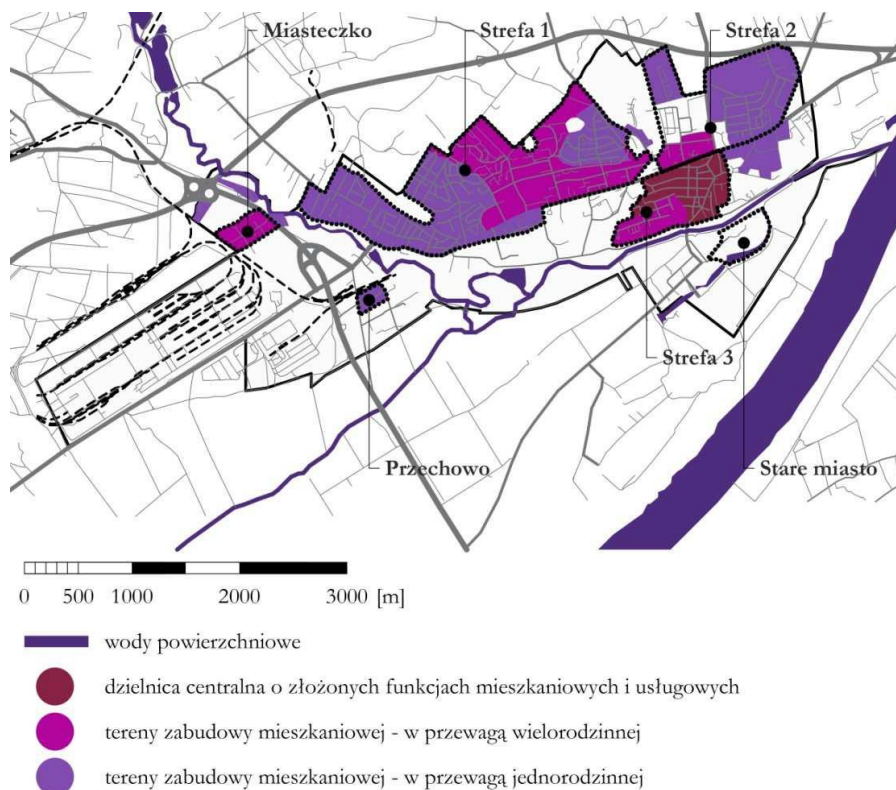 Miasteczko
Strefa 1
Strefa 2
Strefa 3
Przechowo
Stare miasto
0 500 1000 2000 3000 [m]
wody powierzchniowe
dzielnica centralna o złożonych funkcjach mieszkaniowych i usługowych
tereny zabudowy mieszkaniowej - w przewagą wielorodzinnej
tereny zabudowy mieszkaniowej - w przewagą jednorodzinnej